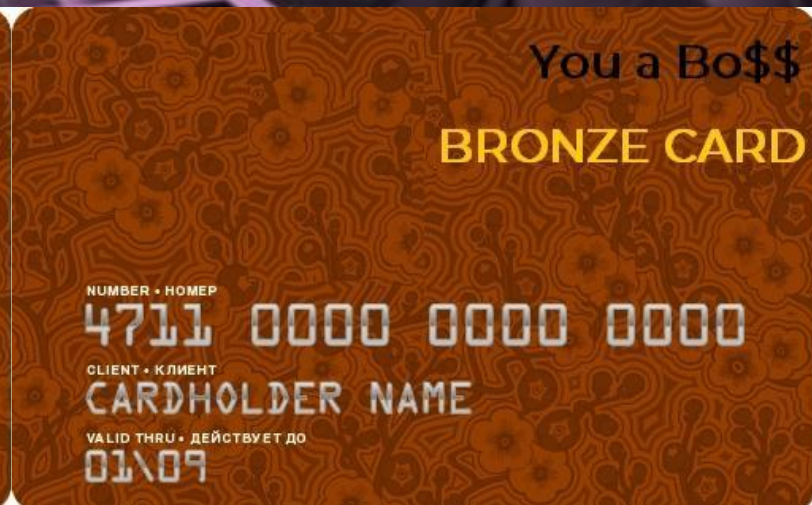 You a Bo$$
BRONZE CARD
NUMBER • НОМЕР
4711 0000 0000 0000
CLIENT • КЛИЕНТ
CARDHOLDER NAME
VALID THRU • ДЕЙСТВУЕТ ДО
01\09